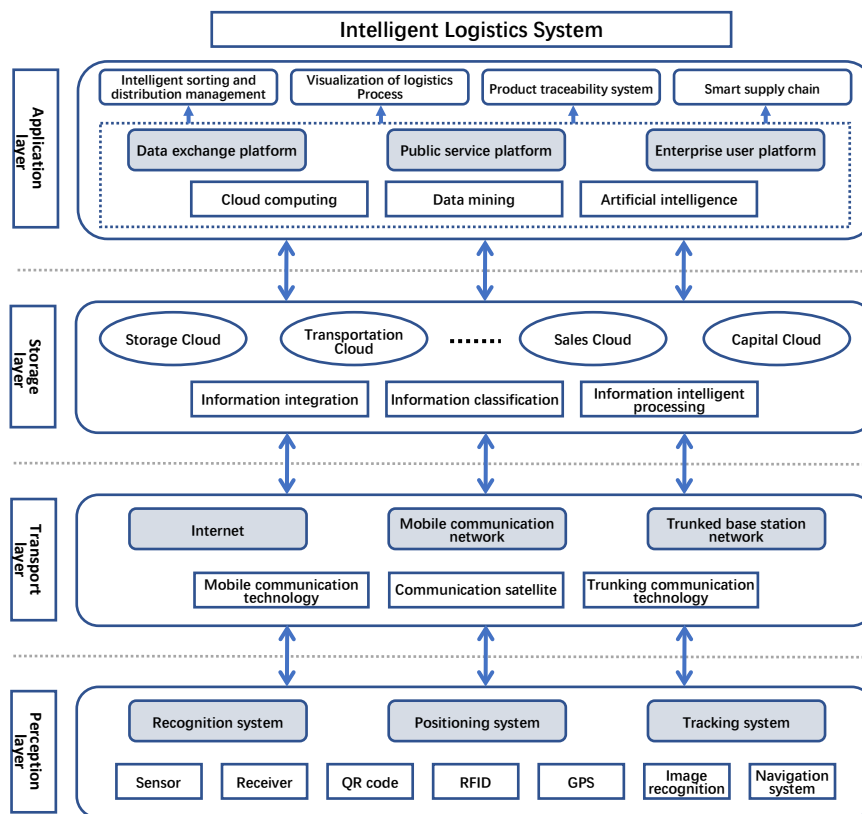 Intelligent Logistics System
Application
layer
Intelligent sorting and
distribution management
Visualization of logistics
Process
Product traceability system
Smart supply chain
Data exchange platform
Public service platform
Enterprise user platform
Cloud computing
Data mining
Artificial intelligence
Storage
layer
Storage Cloud
Transportation
Cloud
........
Sales Cloud
Capital Cloud
Information integration
Information classification
Information intelligent
processing
Transport
layer
Internet
Mobile communication
network
Trunked base station
network
Mobile communication
technology
Communication satellite
Trunking communication
technology
Perception
layer
Recognition system
Positioning system
Tracking system
Sensor
Receiver
QR code
RFID
GPS
Image
recognition
Navigation
system